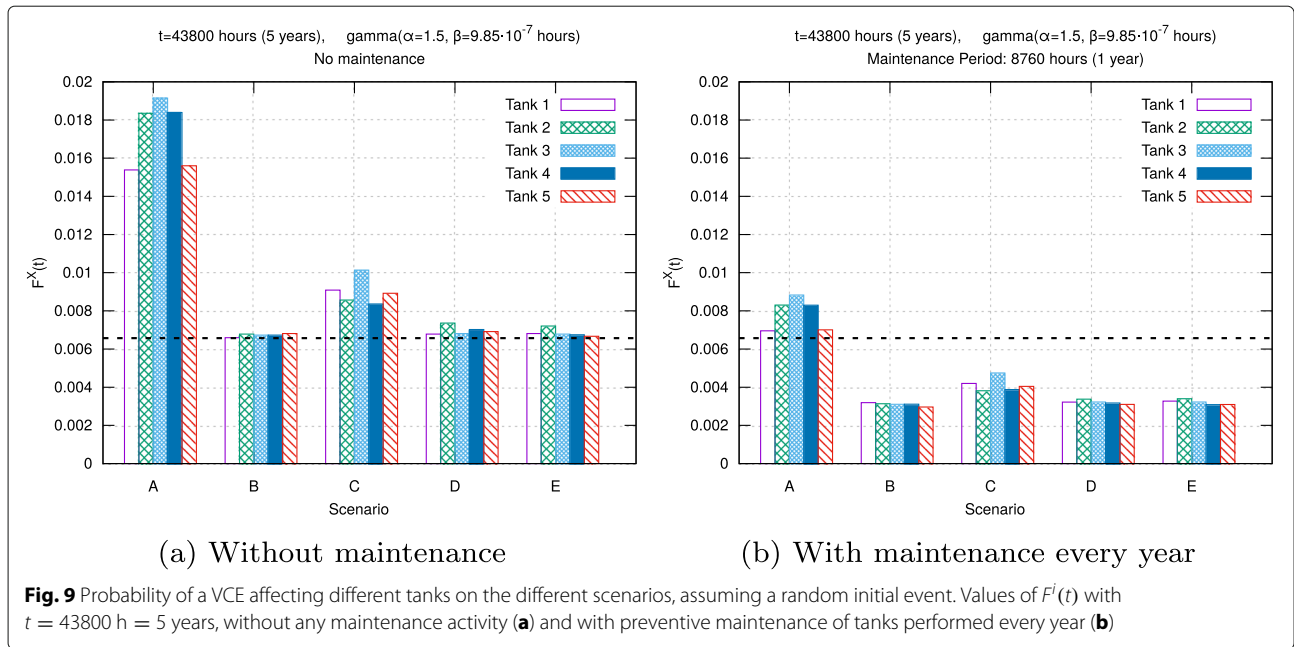 t=43800 hours (5 years), gamma(α=1.5, β=9.85·10⁻⁷ hours)
No maintenance
0.02
0.018
0.016
0.014
0.012
0.01
0.008
0.006
0.004
0.002
0
Fˣ(t)
Tank 1
Tank 2
Tank 3
Tank 4
Tank 5
A B C D E
Scenario
(a) Without maintenance
t=43800 hours (5 years), gamma(α=1.5, β=9.85·10⁻⁷ hours)
Maintenance Period: 8760 hours (1 year)
0.02
0.018
0.016
0.014
0.012
0.01
0.008
0.006
0.004
0.002
0
Fˣ(t)
Tank 1
Tank 2
Tank 3
Tank 4
Tank 5
A B C D E
Scenario
(b) With maintenance every year
Fig. 9 Probability of a VCE affecting different tanks on the different scenarios, assuming a random initial event. Values of Fⁱ(t) with
t = 43800 h = 5 years, without any maintenance activity (a) and with preventive maintenance of tanks performed every year (b)